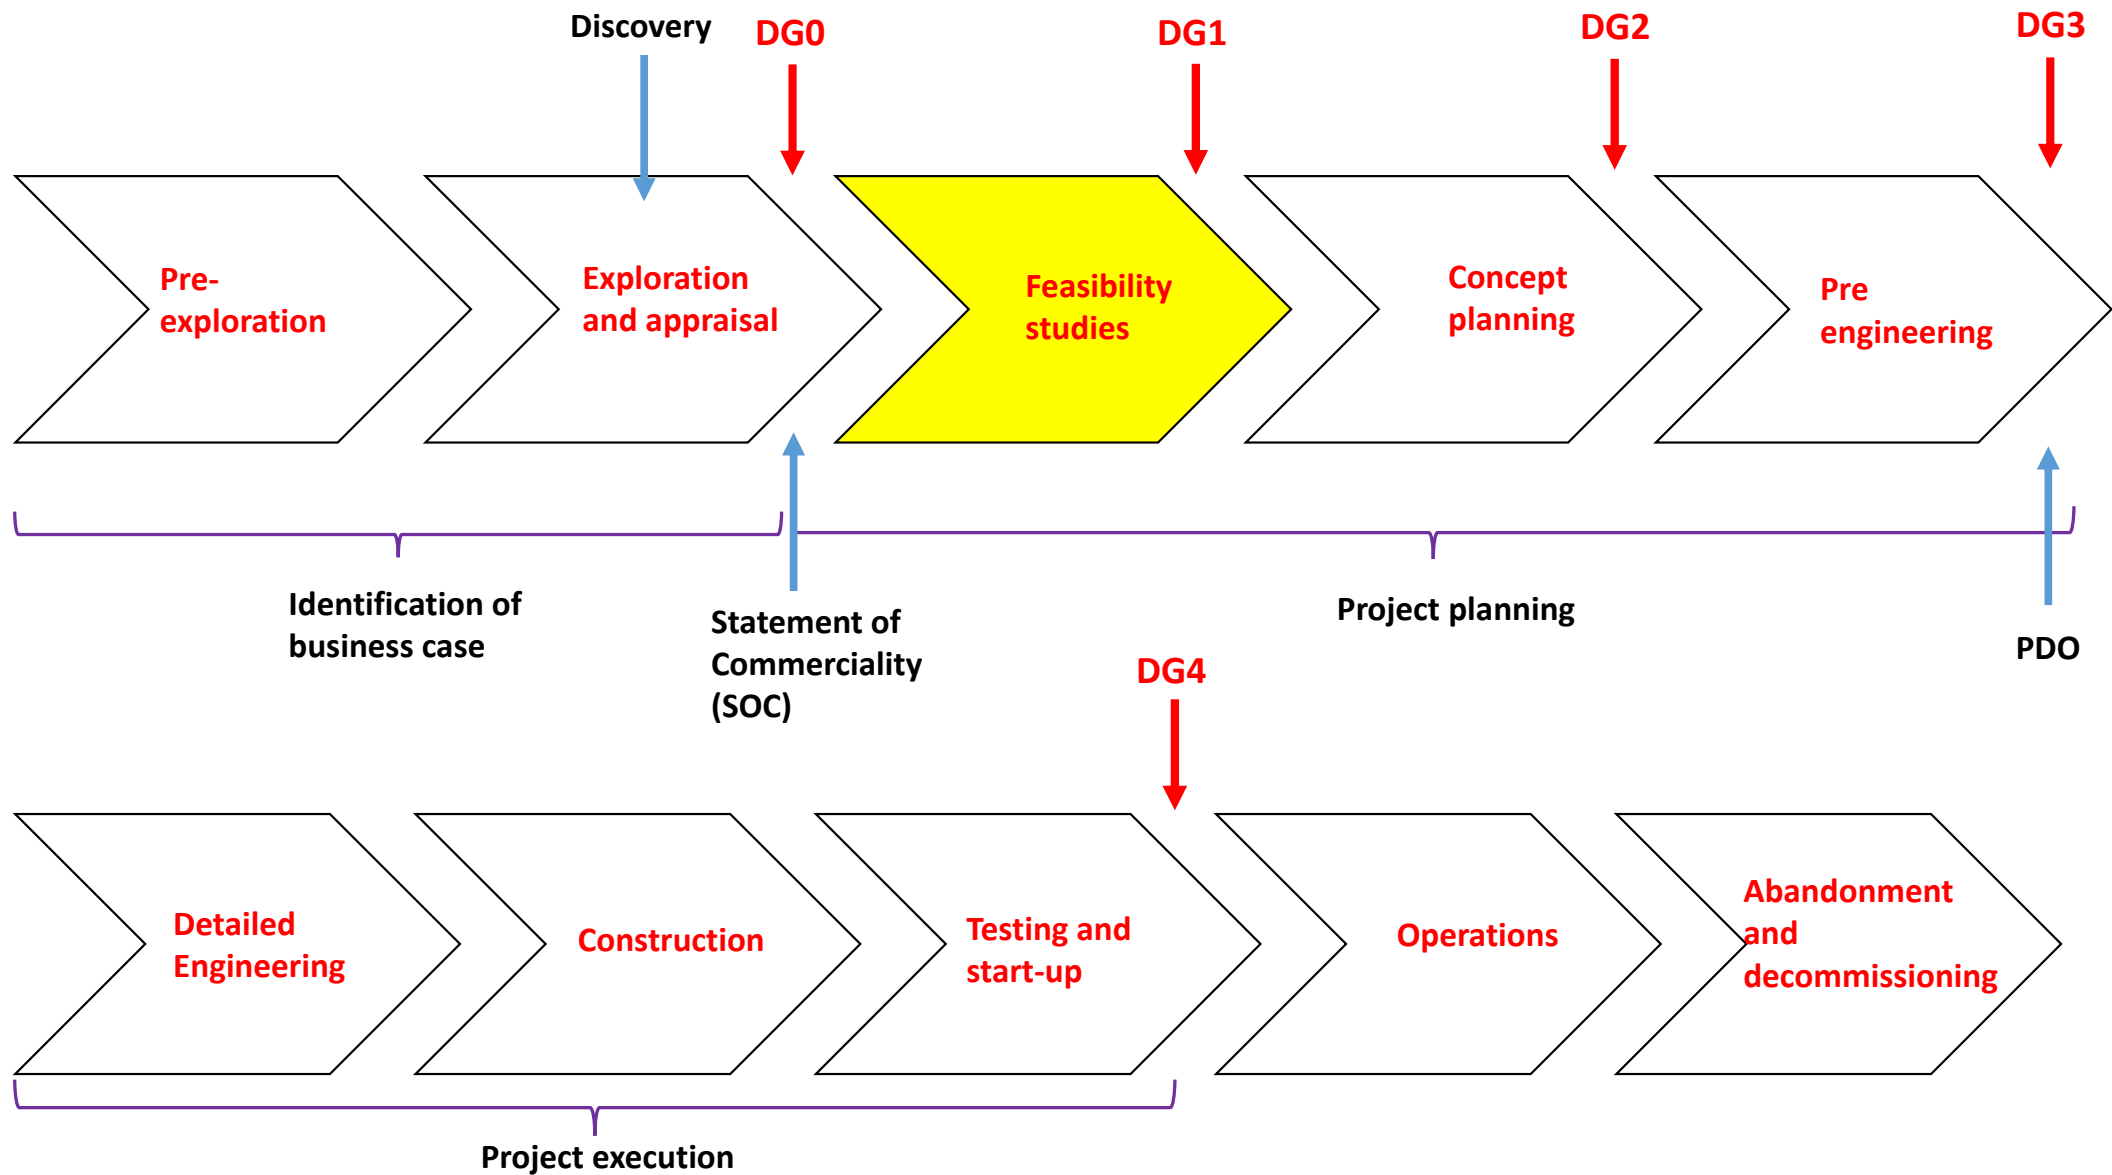 Discovery
DG0
DG1
DG2
DG3
Pre-
exploration
Exploration
and appraisal
Feasibility
studies
Concept
planning
Pre
engineering
Identification of
business case
Statement of
Commerciality
(SOC)
Project planning
PDO
DG4
Detailed
Engineering
Construction
Testing and
start-up
Operations
Abandonment
and
decommissioning
Project execution